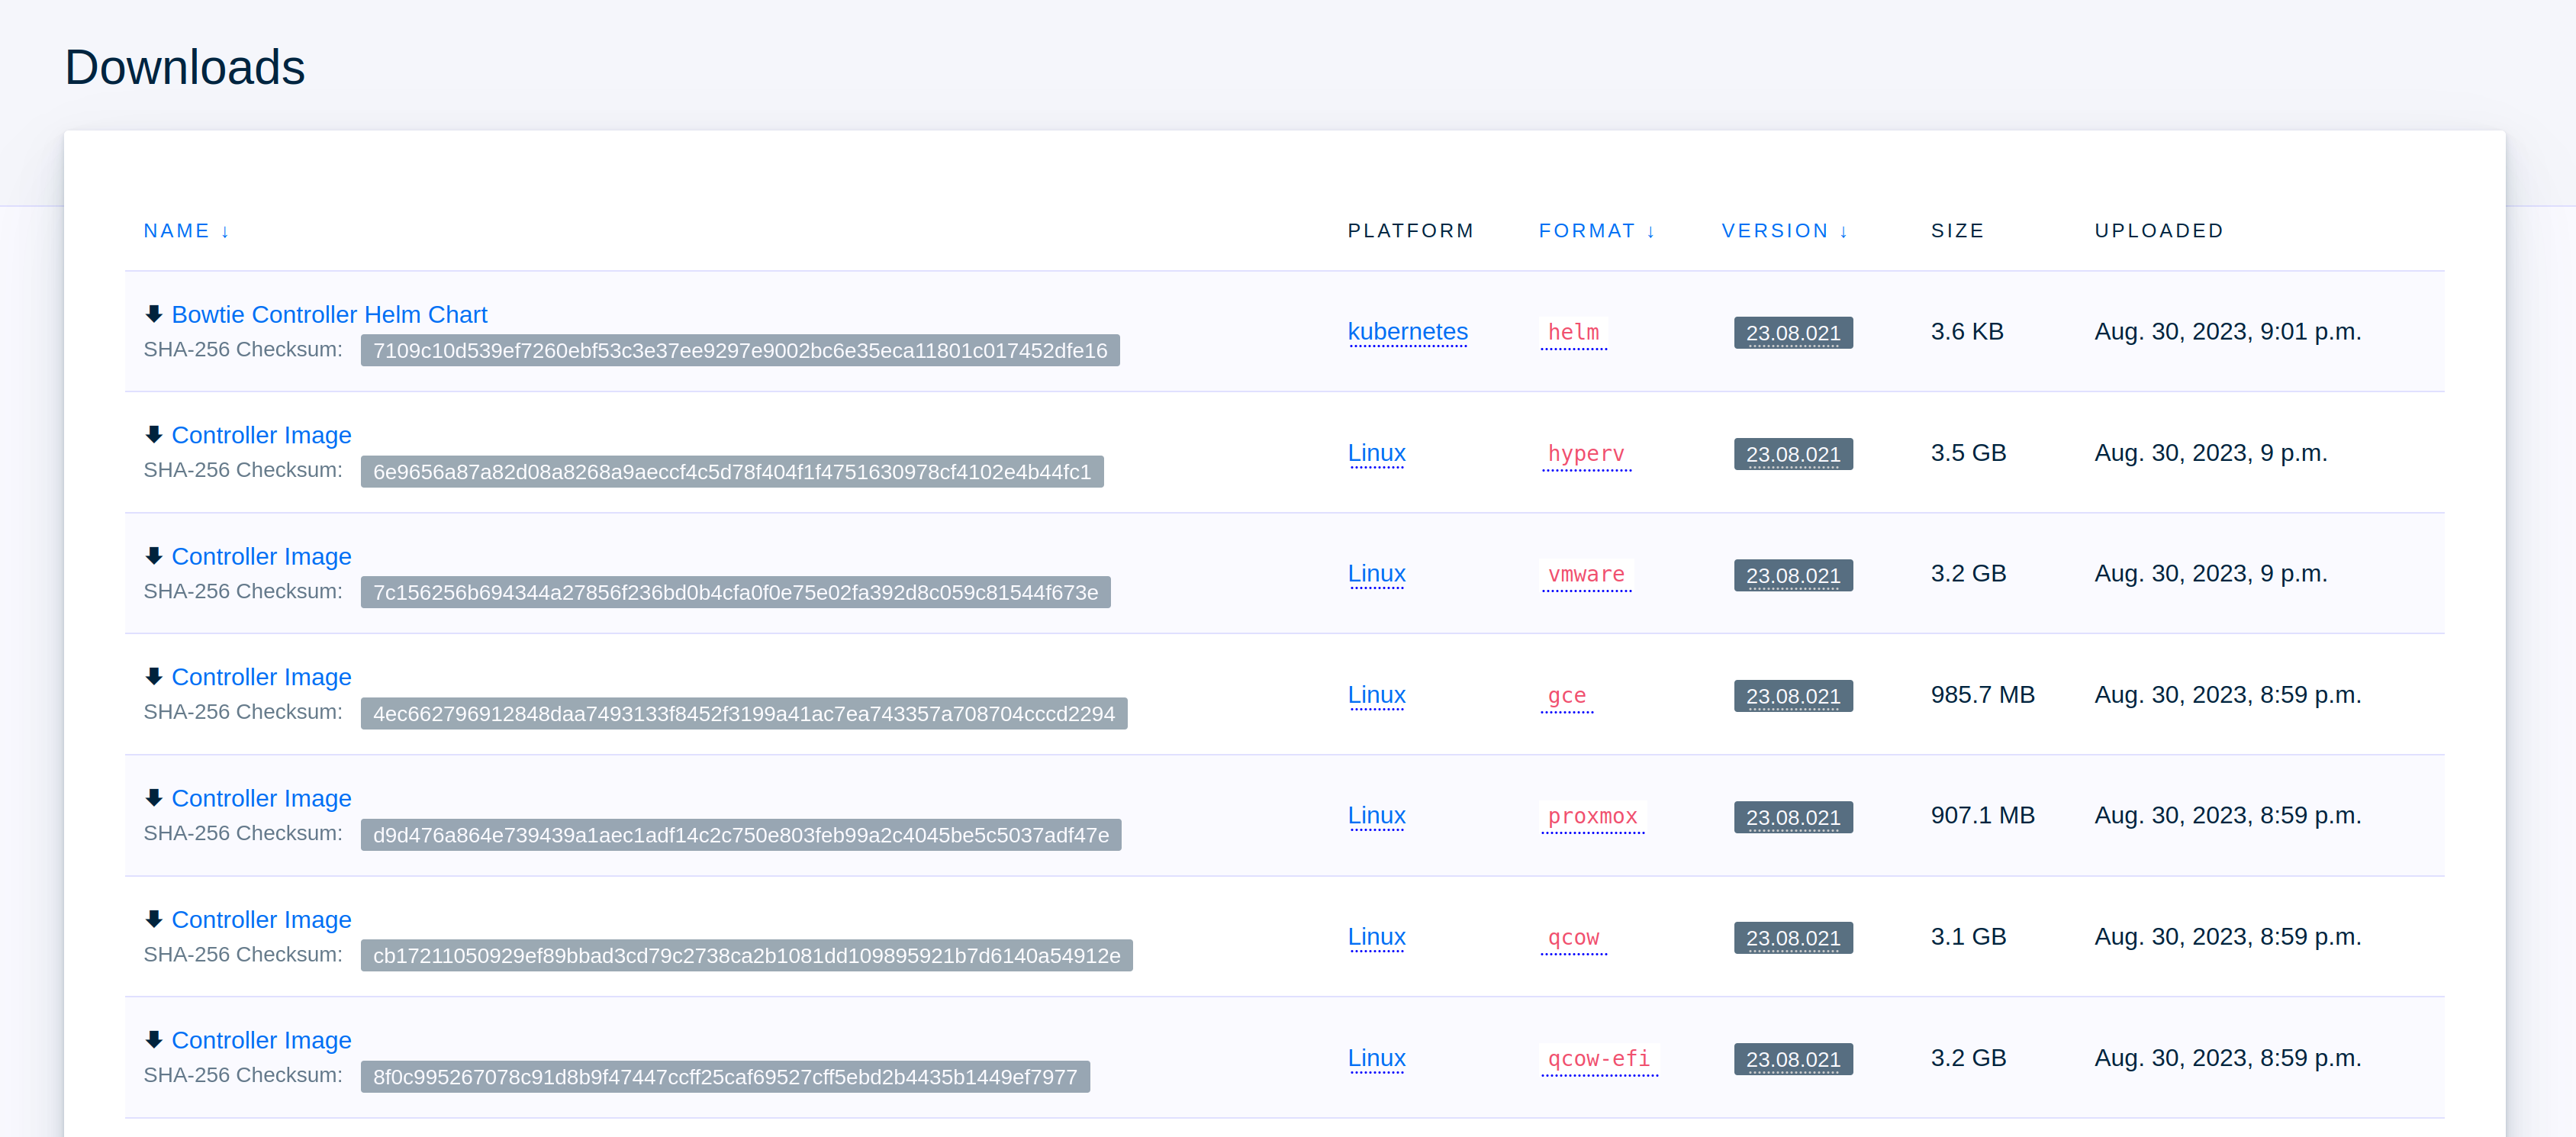 Downloads
NAME ↓ PLATFORM FORMAT ↓ VERSION ↓ SIZE UPLOADED
Bowtie Controller Helm Chart
SHA-256 Checksum: 7109c10d539ef7260ebf53c3e37ee9297e9002bc6e35eca11801c017452dfe16
kubernetes helm 23.08.021 3.6 KB Aug. 30, 2023, 9:01 p.m.
Controller Image
SHA-256 Checksum: 6e9656a87a82d08a8268a9aeccf4c5d78f404f1f4751630978cf4102e4b44fc1
Linux hyperv 23.08.021 3.5 GB Aug. 30, 2023, 9 p.m.
Controller Image
SHA-256 Checksum: 7c156256b694344a27856f236bd0b4cfa0f0e75e02fa392d8c059c81544f673e
Linux vmware 23.08.021 3.2 GB Aug. 30, 2023, 9 p.m.
Controller Image
SHA-256 Checksum: 4ec662796912848daa7493133f8452f3199a41ac7ea743357a708704cccd2294
Linux gce 23.08.021 985.7 MB Aug. 30, 2023, 8:59 p.m.
Controller Image
SHA-256 Checksum: d9d476a864e739439a1aec1adf14c2c750e803feb99a2c4045be5c5037adf47e
Linux proxmox 23.08.021 907.1 MB Aug. 30, 2023, 8:59 p.m.
Controller Image
SHA-256 Checksum: cb17211050929ef89bbad3cd79c2738ca2b1081dd109895921b7d6140a54912e
Linux qcow 23.08.021 3.1 GB Aug. 30, 2023, 8:59 p.m.
Controller Image
SHA-256 Checksum: 8f0c995267078c91d8b9f47447ccff25caf69527cff5ebd2b4435b1449ef7977
Linux qcow-efi 23.08.021 3.2 GB Aug. 30, 2023, 8:59 p.m.